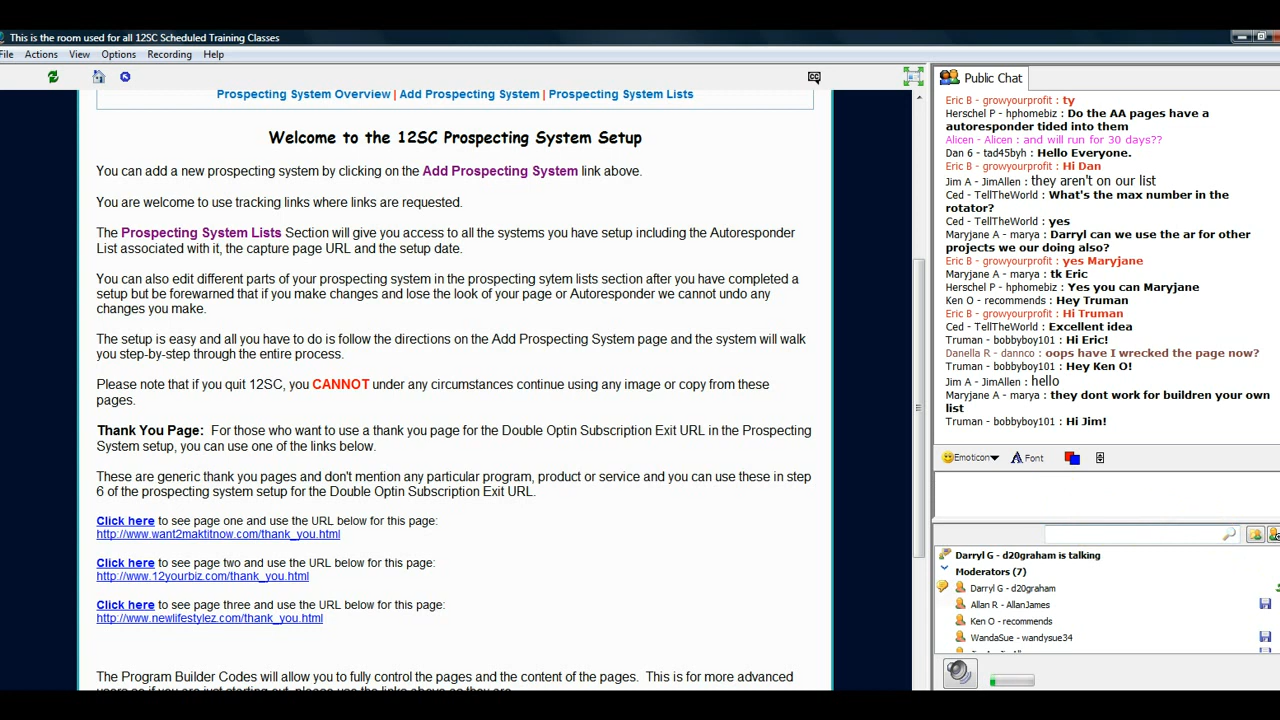 This is the room used for all 12SC Scheduled Training Classes
File Actions View Options Recording Help
Prospecting System Overview | Add Prospecting System | Prospecting System Lists
Welcome to the 12SC Prospecting System Setup
You can add a new prospecting system by clicking on the Add Prospecting System link above.
You are welcome to use tracking links where links are requested.
The Prospecting System Lists Section will give you access to all the systems you have setup including the Autoresponder
List associated with it, the capture page URL and the setup date.
You can also edit different parts of your prospecting system in the prospecting sytem lists section after you have completed a
setup but be forewarned that if you make changes and lose the look of your page or Autoresponder we cannot undo any
changes you make.
The setup is easy and all you have to do is follow the directions on the Add Prospecting System page and the system will walk
you step-by-step through the entire process.
Please note that if you quit 12SC, you CANNOT under any circumstances continue using any image or copy from these
pages.
Thank You Page: For those who want to use a thank you page for the Double Optin Subscription Exit URL in the Prospecting
System setup, you can use one of the links below.
These are generic thank you pages and don't mention any particular program, product or service and you can use these in step
6 of the prospecting system setup for the Double Optin Subscription Exit URL.
Click here to see page one and use the URL below for this page:
http://www.want2maktitnow.com/thank_you.html
Click here to see page two and use the URL below for this page:
http://www.12yourbiz.com/thank_you.html
Click here to see page three and use the URL below for this page:
http://www.newlifestylez.com/thank_you.html
The Program Builder Codes will allow you to fully control the pages and the content of the pages. This is for more advanced
users so if you are just starting out, please use the links above as they are.
CC
Public Chat
Eric B - growyourprofit : ty
Herschel P - hphomebiz : Do the AA pages have a
autoresponder tided into them
Alicen - Alicen : and will run for 30 days??
Dan 6 - tad45byh : Hello Everyone.
Eric B - growyourprofit : Hi Dan
Jim A - JimAllen : they aren't on our list
Ced - TellTheWorld : What's the max number in the
rotator?
Ced - TellTheWorld : yes
Maryjane A - marya : Darryl can we use the ar for other
projects we our doing also?
Eric B - growyourprofit : yes Maryjane
Maryjane A - marya : tk Eric
Herschel P - hphomebiz : Yes you can Maryjane
Ken O - recommends : Hey Truman
Eric B - growyourprofit : Hi Truman
Ced - TellTheWorld : Excellent idea
Truman - bobbyboy101 : Hi Eric!
Danella R - dannco : oops have I wrecked the page now?
Truman - bobbyboy101 : Hey Ken O!
Jim A - JimAllen : hello
Maryjane A - marya : they dont work for buildren your own
list
Truman - bobbyboy101 : Hi Jim!
Emoticon Font
Darryl G - d20graham is talking
Moderators (7)
Darryl G - d20graham
Allan R - AllanJames
Ken O - recommends
WandaSue - wandysue34